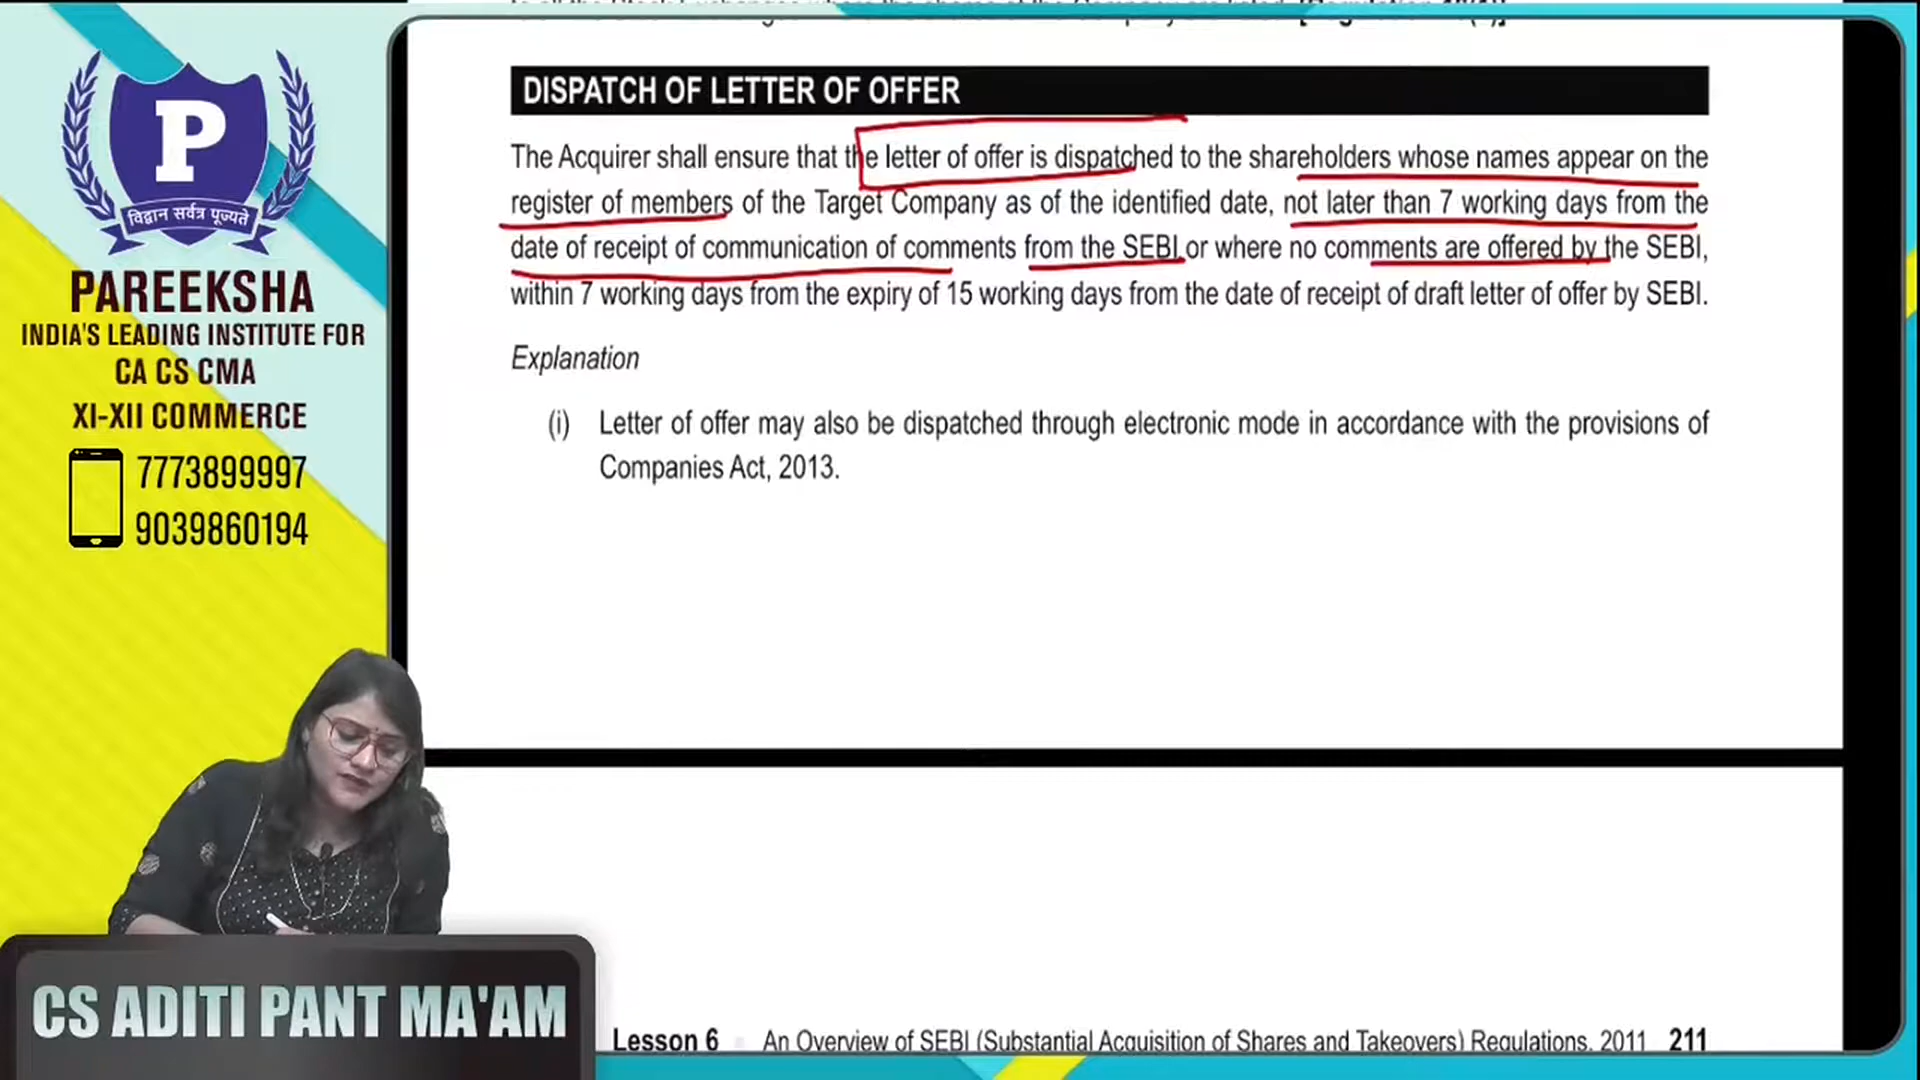 DISPATCH OF LETTER OF OFFER
The Acquirer shall ensure that the letter of offer is dispatched to the shareholders whose names appear on the
register of members of the Target Company as of the identified date, not later than 7 working days from the
date of receipt of communication of comments from the SEBI or where no comments are offered by the SEBI,
within 7 working days from the expiry of 15 working days from the date of receipt of draft letter of offer by SEBI.
Explanation
(i) Letter of offer may also be dispatched through electronic mode in accordance with the provisions of
Companies Act, 2013.
Lesson 6 An Overview of SEBI (Substantial Acquisition of Shares and Takeovers) Regulations, 2011 211
P
विद्वान सर्वत्र पूज्यते
PAREEKSHA
INDIA'S LEADING INSTITUTE FOR
CA CS CMA
XI-XII COMMERCE
7773899997
9039860194
CS ADITI PANT MA'AM